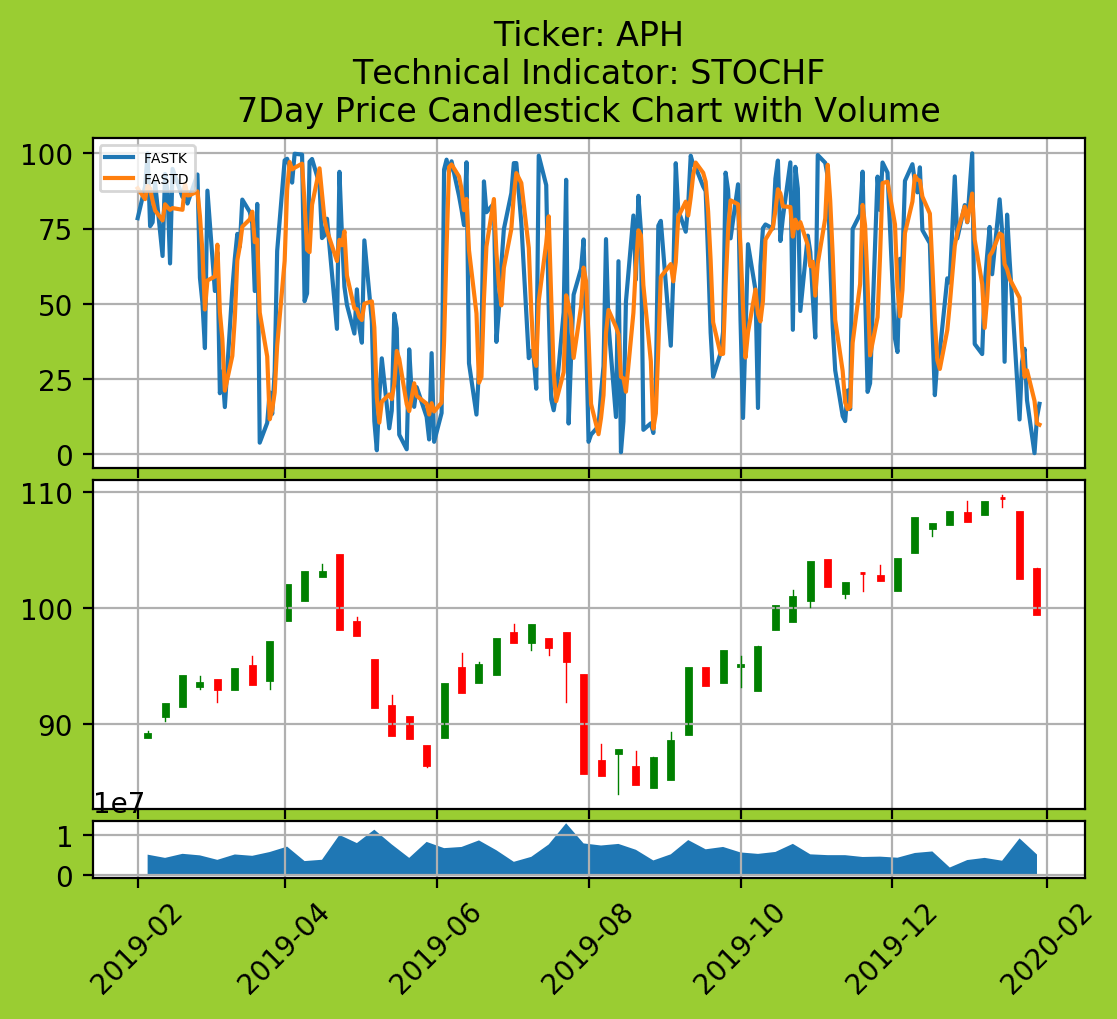 Ticker: APH
Technical Indicator: STOCHF
7Day Price Candlestick Chart with Volume
100
75
50
25
0
FASTK
FASTD
110
100
90
1e7
1
0
2019-02
2019-04
2019-06
2019-08
2019-10
2019-12
2020-02